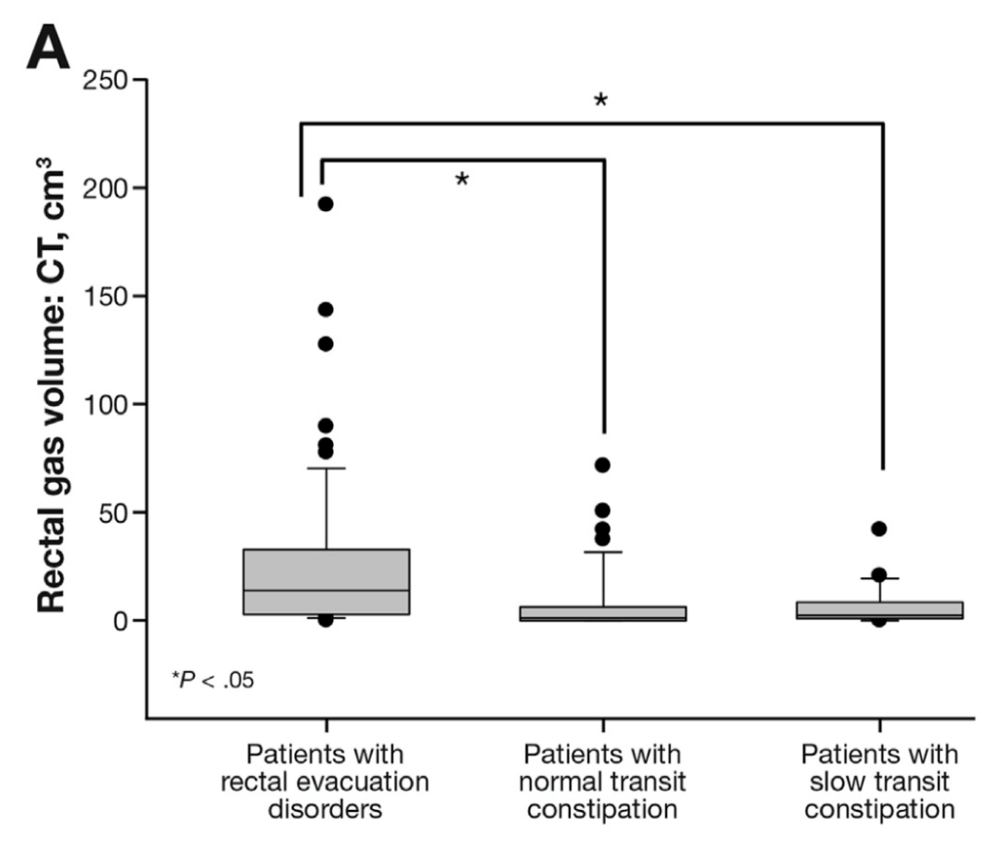 A
Rectal gas volume: CT, cm³
250
200
150
100
50
0
*
*
*P < .05
Patients with
rectal evacuation
disorders
Patients with
normal transit
constipation
Patients with
slow transit
constipation